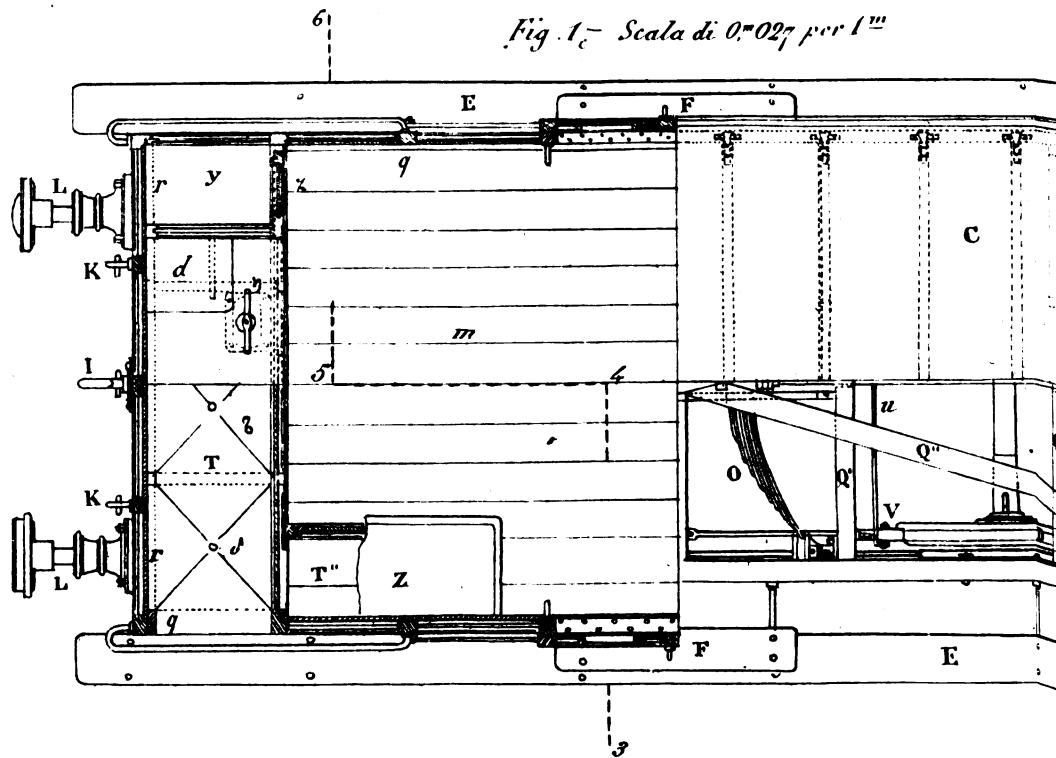 6
Fig. 1.ª Scala di 0,ᵐ027 per 1ᵐ
E F
q
L r y z
C
K d
η
m
I 5 4
u
T
O Q' Q"
K
V
r
T" Z
L
q
F
E
3